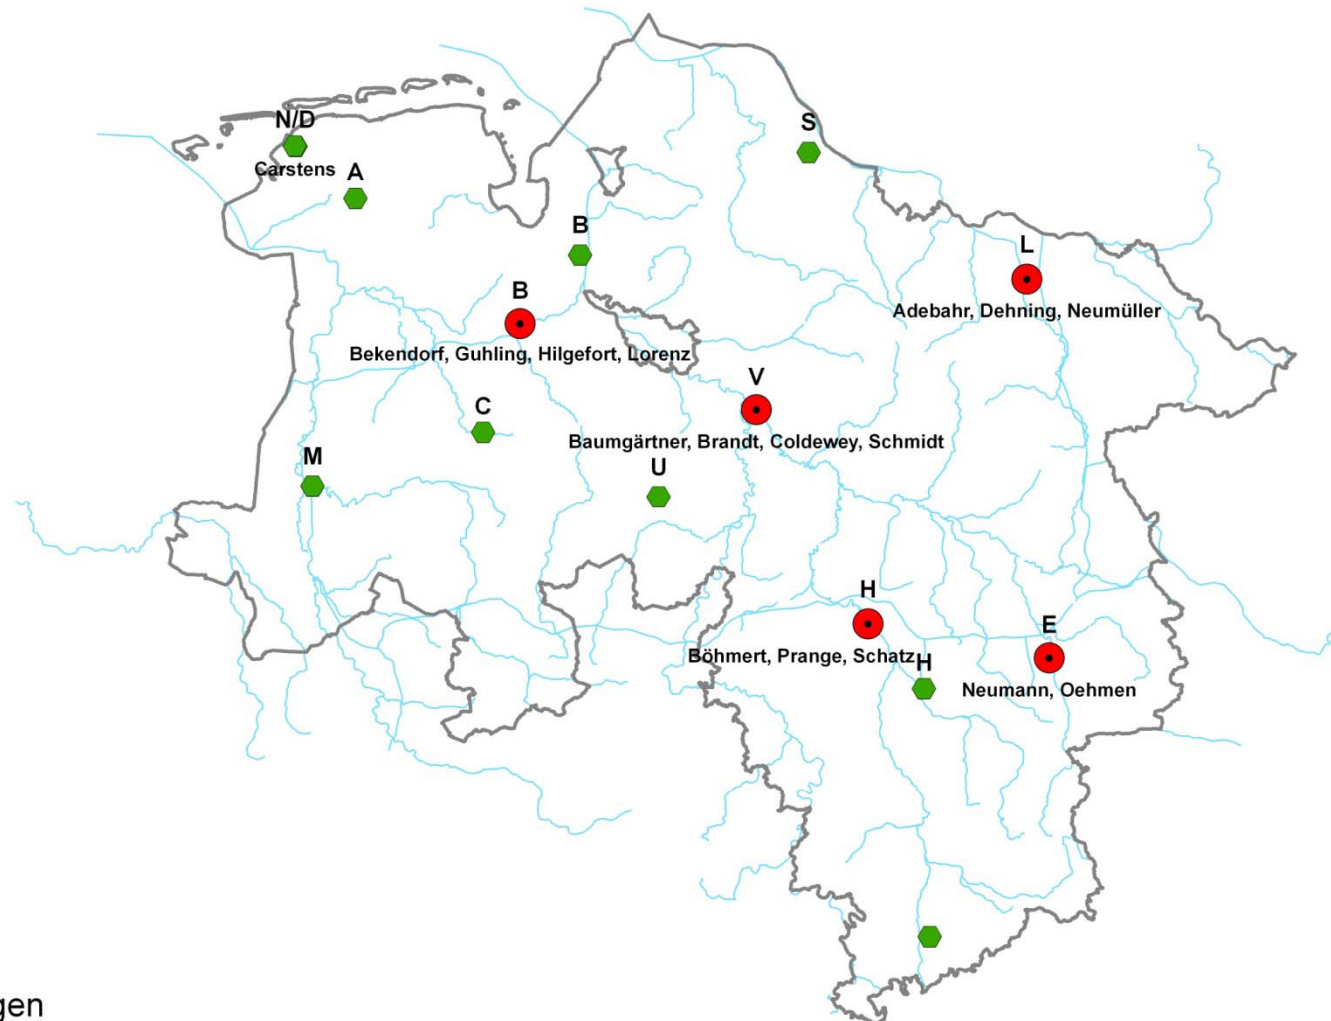 N/D
Carstens
A
S
B
L
Adebahr, Dehning, Neumüller
B
Bekendorf, Guhling, Hilgefort, Lorenz
V
Baumgärtner, Brandt, Coldewey, Schmidt
C
M
U
H
Böhmert, Prange, Schatz
H
E
Neumann, Oehmen
gen